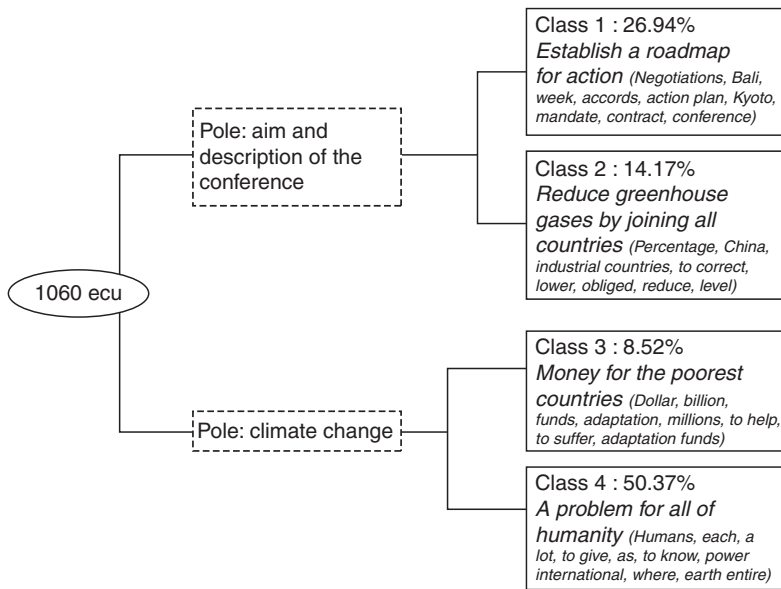 1060 ecu
Pole: aim and
description of the
conference
Class 1 : 26.94%
Establish a roadmap
for action (Negotiations, Bali,
week, accords, action plan, Kyoto,
mandate, contract, conference)
Class 2 : 14.17%
Reduce greenhouse
gases by joining all
countries (Percentage, China,
industrial countries, to correct,
lower, obliged, reduce, level)
Pole: climate change
Class 3 : 8.52%
Money for the poorest
countries (Dollar, billion,
funds, adaptation, millions, to help,
to suffer, adaptation funds)
Class 4 : 50.37%
A problem for all of
humanity (Humans, each, a
lot, to give, as, to know, power
international, where, earth entire)